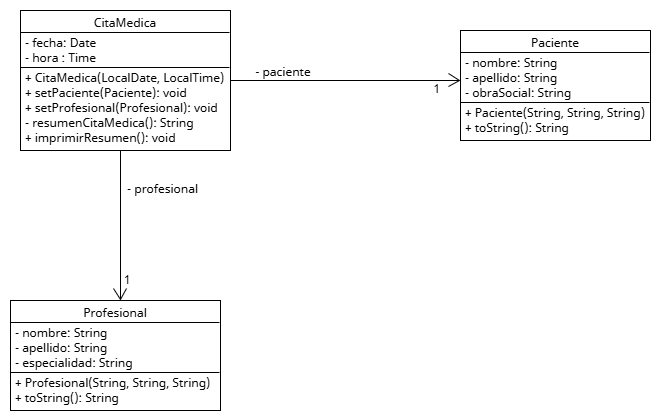 CitaMedica
- fecha: Date
- hora : Time
+ CitaMedica(LocalDate, LocalTime)
+ setPaciente(Paciente): void
+ setProfesional(Profesional): void
- resumenCitaMedica(): String
+ imprimirResumen(): void
- paciente
1
Paciente
- nombre: String
- apellido: String
- obraSocial: String
+ Paciente(String, String, String)
+ toString(): String
- profesional
1
Profesional
- nombre: String
- apellido: String
- especialidad: String
+ Profesional(String, String, String)
+ toString(): String